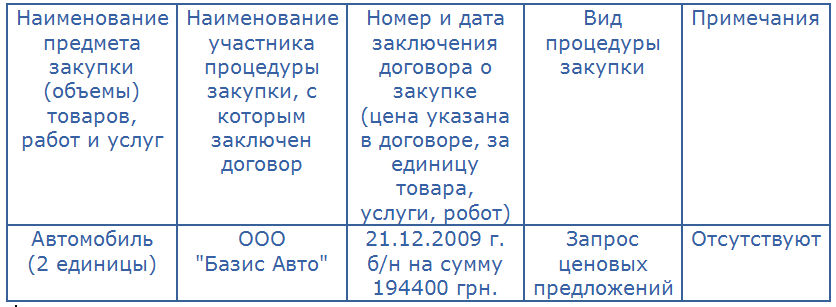 Наименование
предмета
закупки
(объемы)
товаров,
работ и услуг
Наименование
участника
процедуры
закупки, с
которым
заключен
договор
Номер и дата
заключения
договора о
закупке
(цена указана
в договоре, за
единицу
товара,
услуги, робот)
Вид
процедуры
закупки
Примечания
Автомобиль
(2 единицы)
ООО
"Базис Авто"
21.12.2009 г.
б/н на сумму
194400 грн.
Запрос
ценовых
предложений
Отсутствуют